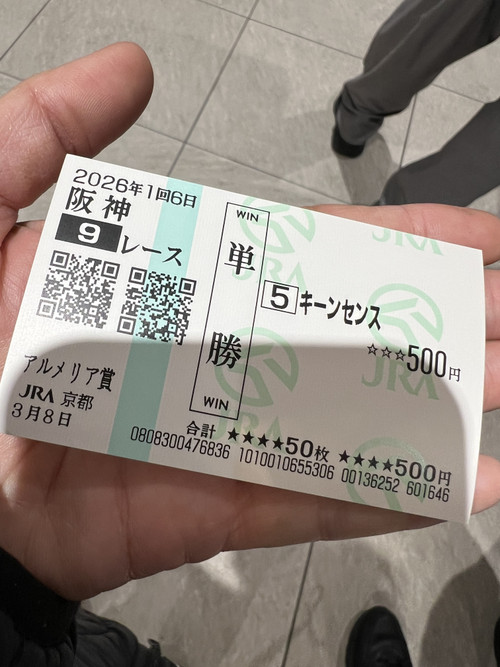 2026年1回6日
阪神
9レース
アルメリア賞
JRA 京都
3月8日
WIN
単勝
WIN
5 キーンセンス
☆☆☆500円
合計 ★★★★50枚 ★★★★500円
0808300476836 1010010655306 00136252 601646
JRA
JRA
JRA